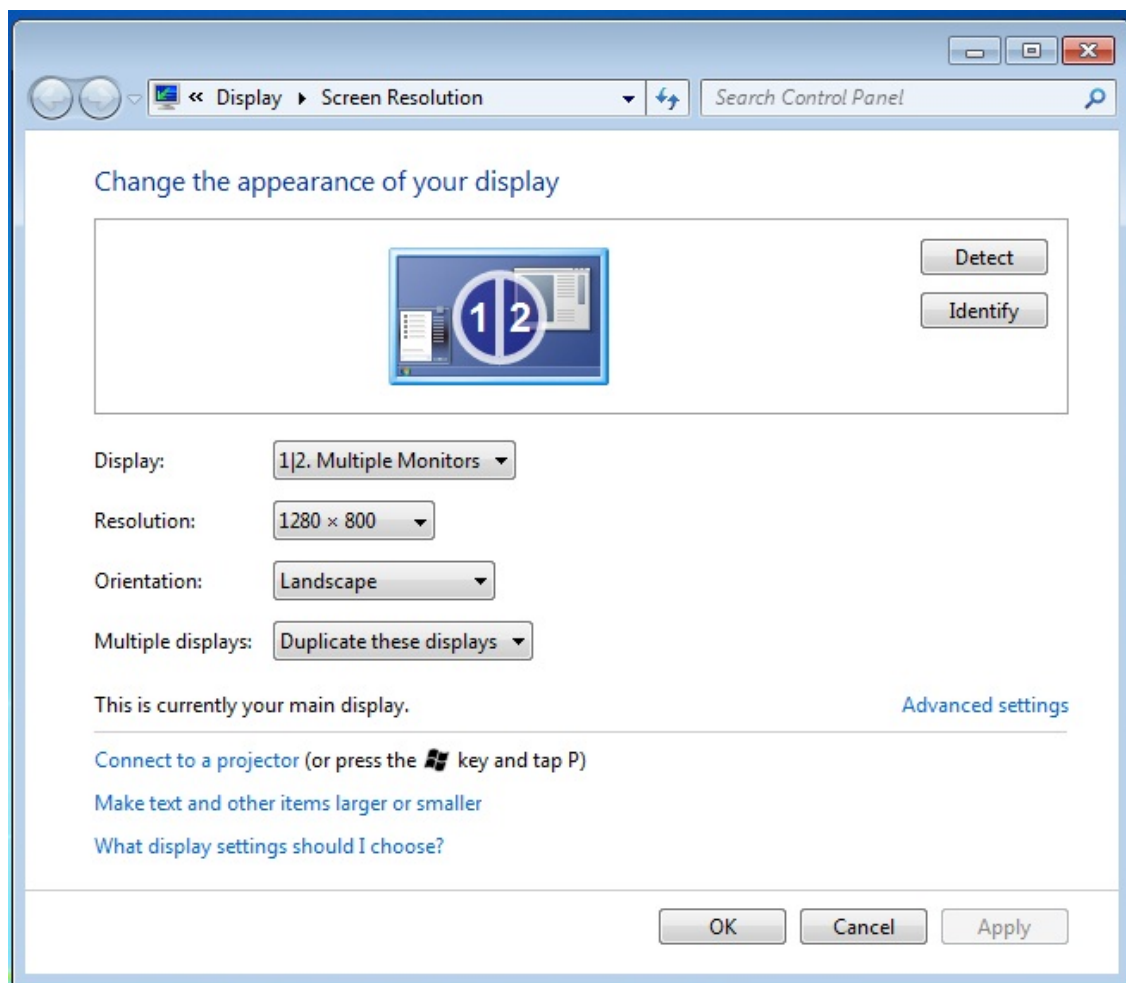 « Display ▸ Screen Resolution
Search Control Panel
Change the appearance of your display
1|2
Detect
Identify
Display: 1|2. Multiple Monitors
Resolution: 1280 × 800
Orientation: Landscape
Multiple displays: Duplicate these displays
This is currently your main display. Advanced settings
Connect to a projector (or press the key and tap P)
Make text and other items larger or smaller
What display settings should I choose?
OK Cancel Apply